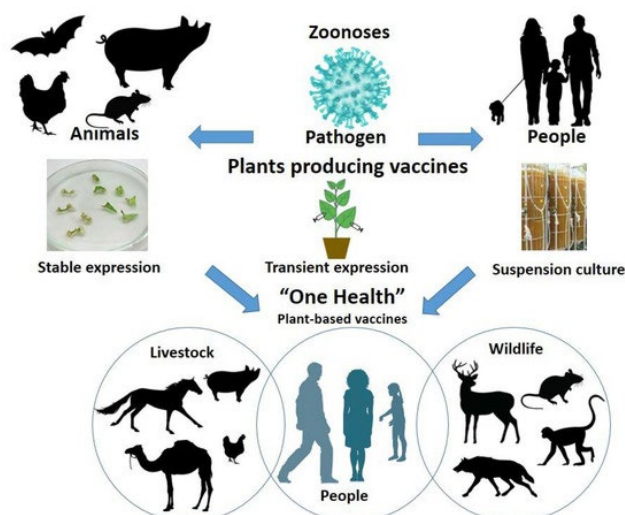 Zoonoses
Animals
Pathogen
People
Plants producing vaccines
Stable expression
Transient expression
Suspension culture
“One Health”
Plant-based vaccines
Livestock
Wildlife
People